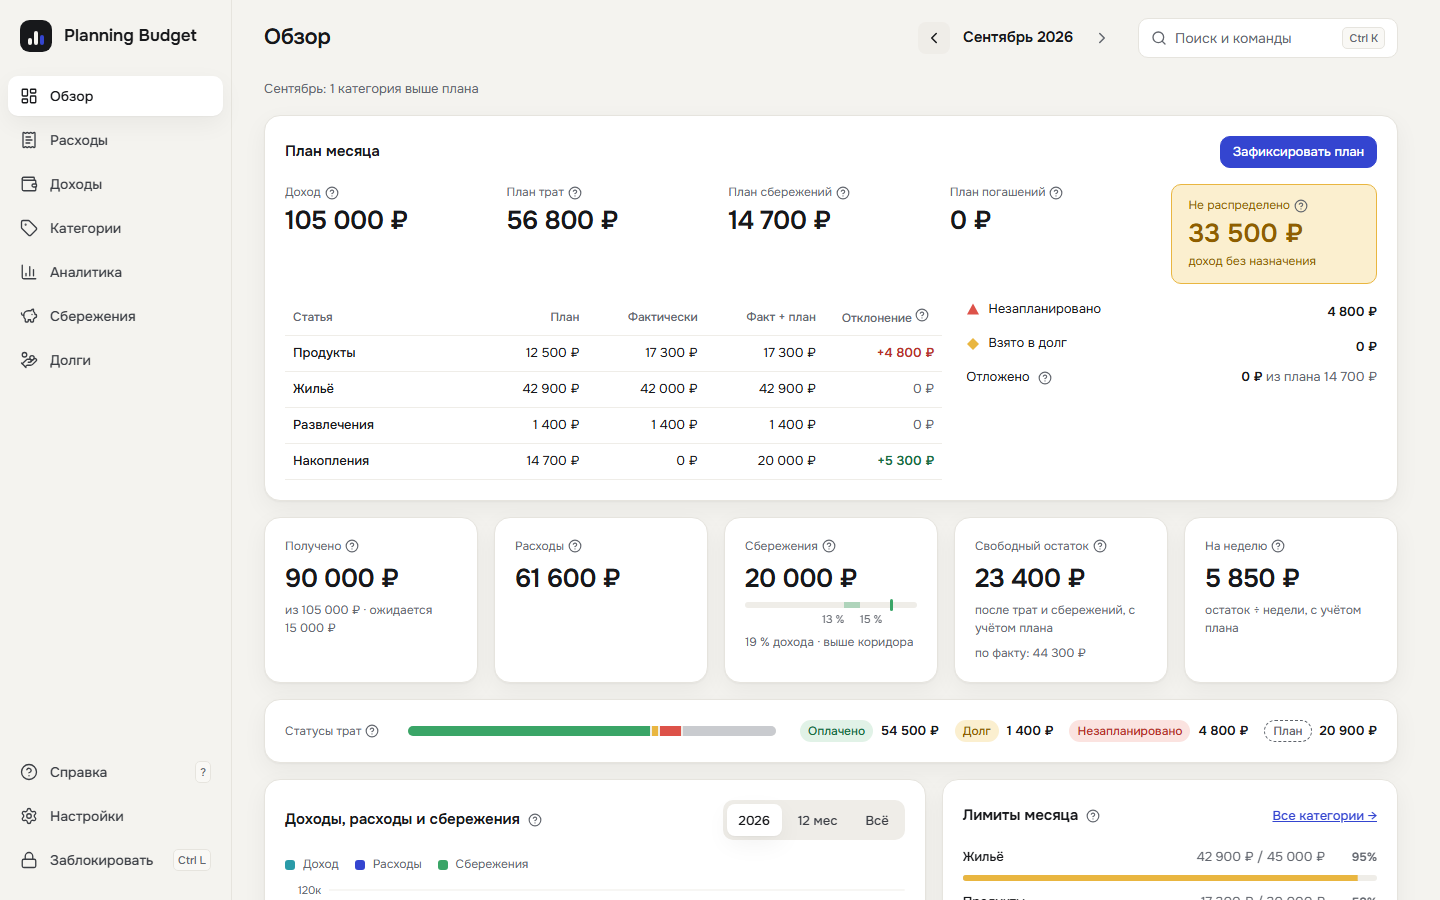 Planning Budget
Обзор
Расходы
Доходы
Категории
Аналитика
Сбережения
Долги
Справка ?
Настройки
Заблокировать Ctrl L
Обзор
Сентябрь 2026
Поиск и команды Ctrl K
Сентябрь: 1 категория выше плана
План месяца
Зафиксировать план
Доход ?
105 000 ₽
План трат ?
56 800 ₽
План сбережений ?
14 700 ₽
План погашений ?
0 ₽
Не распределено ?
33 500 ₽
доход без назначения
Статья План Фактически Факт + план Отклонение ?
Продукты 12 500 ₽ 17 300 ₽ 17 300 ₽ +4 800 ₽
Жильё 42 900 ₽ 42 000 ₽ 42 900 ₽ 0 ₽
Развлечения 1 400 ₽ 1 400 ₽ 1 400 ₽ 0 ₽
Накопления 14 700 ₽ 0 ₽ 20 000 ₽ +5 300 ₽
Незапланировано 4 800 ₽
Взято в долг 0 ₽
Отложено ? 0 ₽ из плана 14 700 ₽
Получено ?
90 000 ₽
из 105 000 ₽ · ожидается
15 000 ₽
Расходы ?
61 600 ₽
Сбережения ?
20 000 ₽
13 % 15 %
19 % дохода · выше коридора
Свободный остаток ?
23 400 ₽
после трат и сбережений, с
учётом плана
по факту: 44 300 ₽
На неделю ?
5 850 ₽
остаток ÷ недели, с учётом
плана
Статусы трат ?
Оплачено 54 500 ₽ Долг 1 400 ₽ Незапланировано 4 800 ₽ План 20 900 ₽
Доходы, расходы и сбережения ?
2026 12 мес Всё
Доход Расходы Сбережения
120к
Лимиты месяца ?
Все категории →
Жильё 42 900 ₽ / 45 000 ₽ 95%